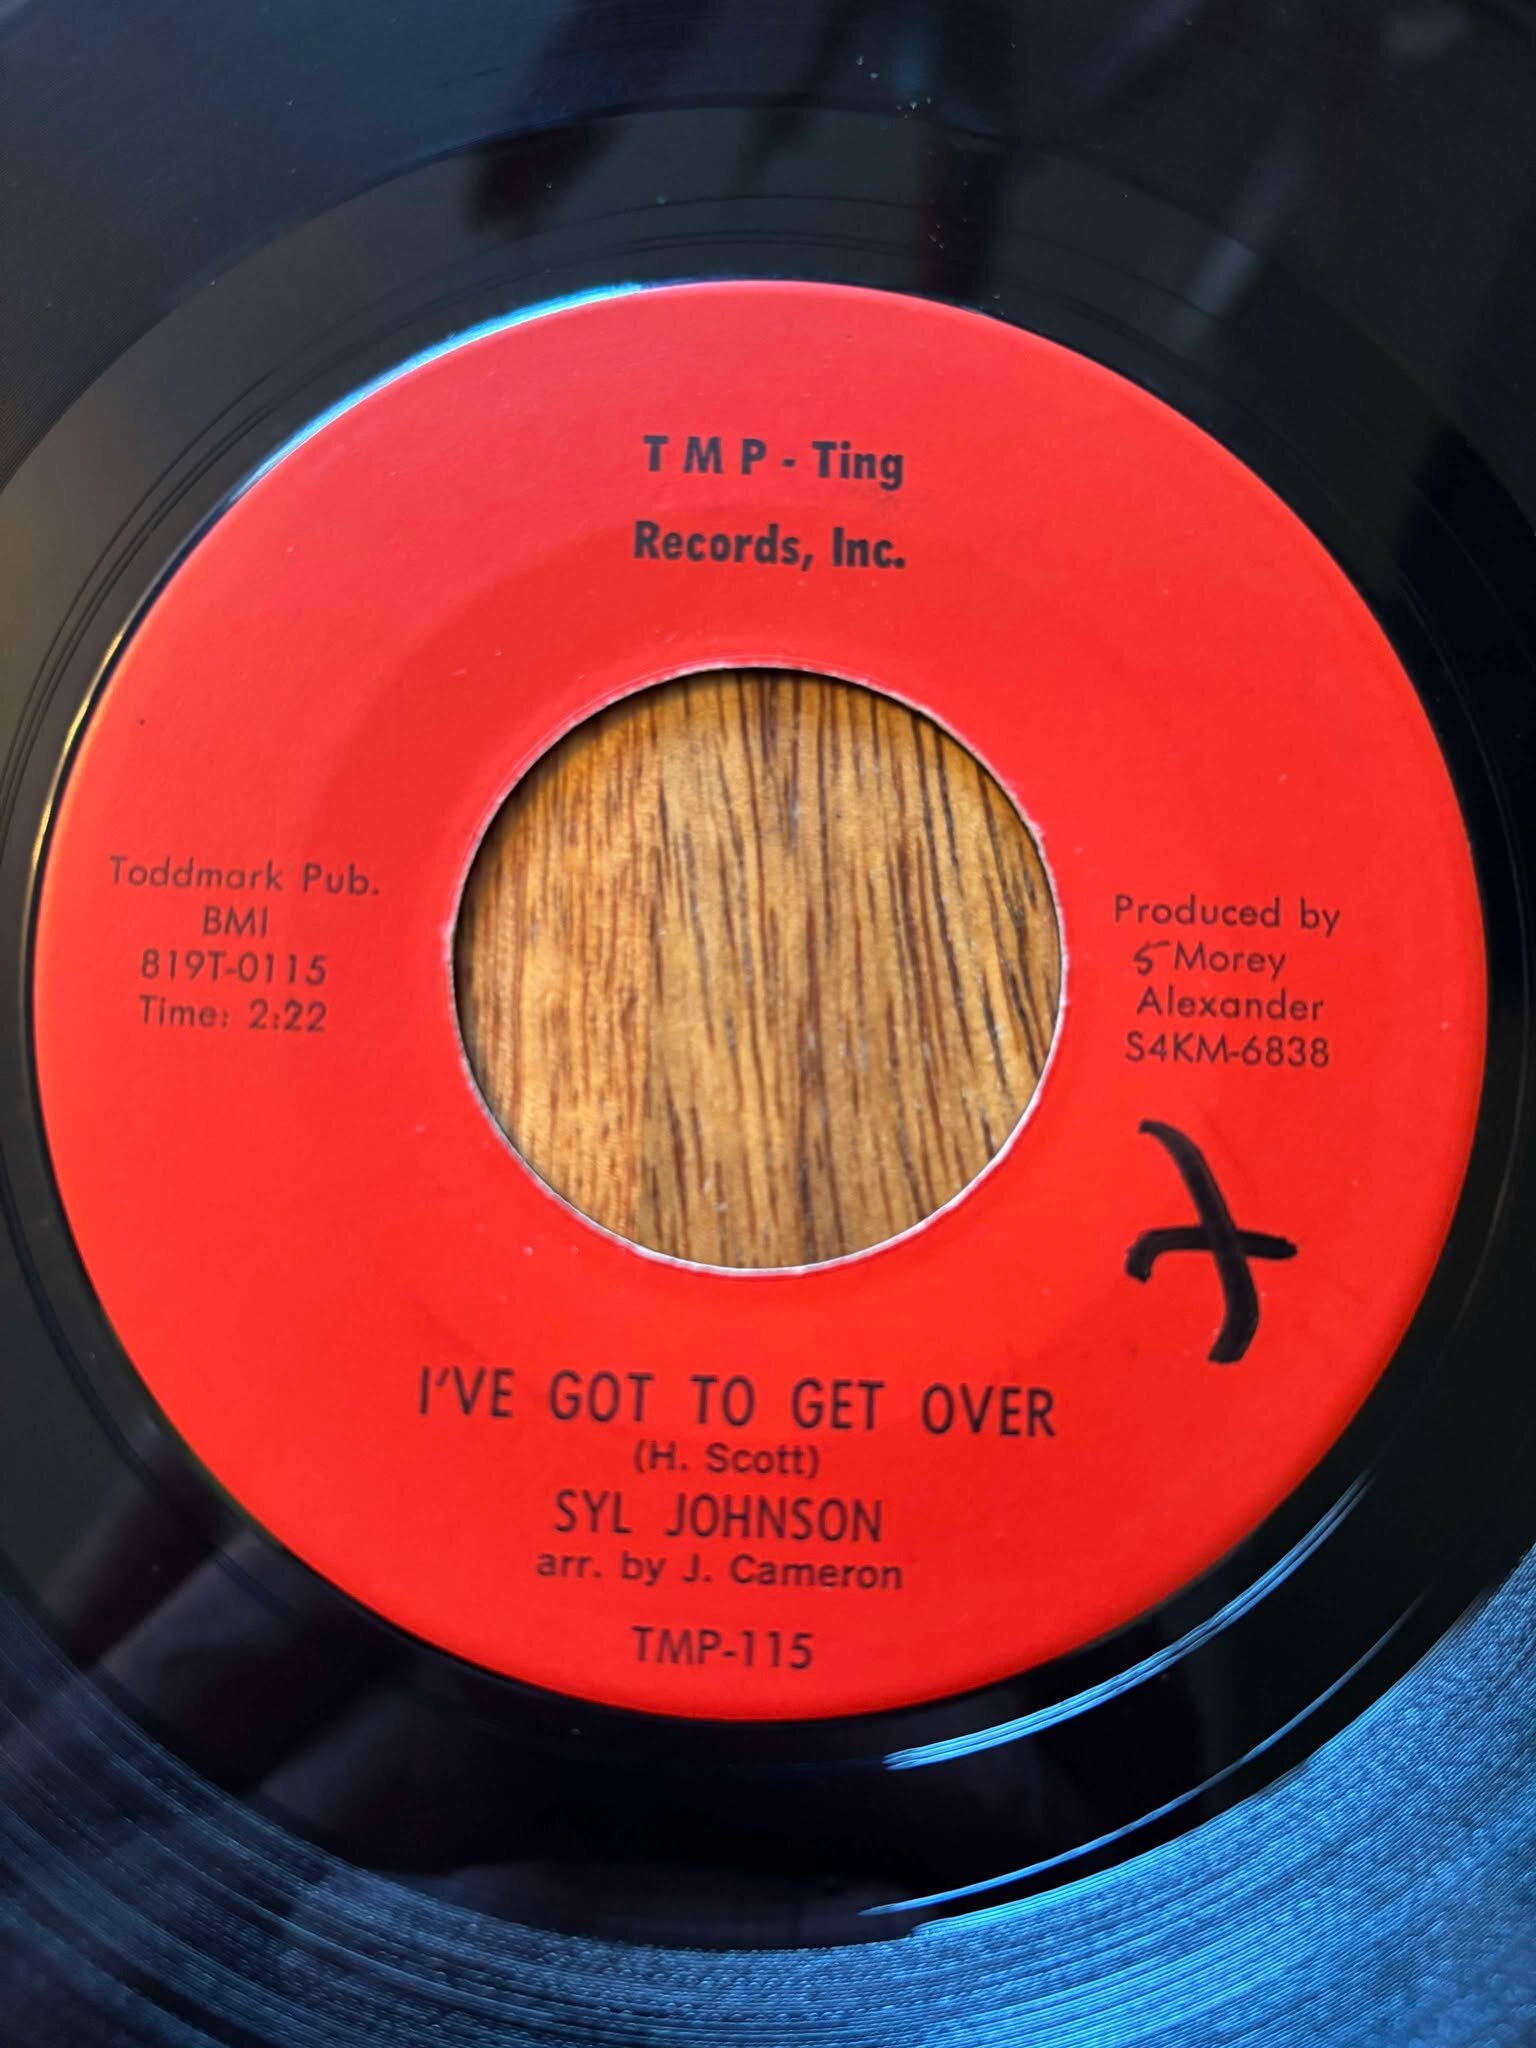 T M P - Ting
Records, Inc.
Toddmark Pub.
BMI
819T-0115
Time: 2:22
Produced by
5 Morey
Alexander
S4KM-6838
I'VE GOT TO GET OVER
(H. Scott)
SYL JOHNSON
arr. by J. Cameron
TMP-115